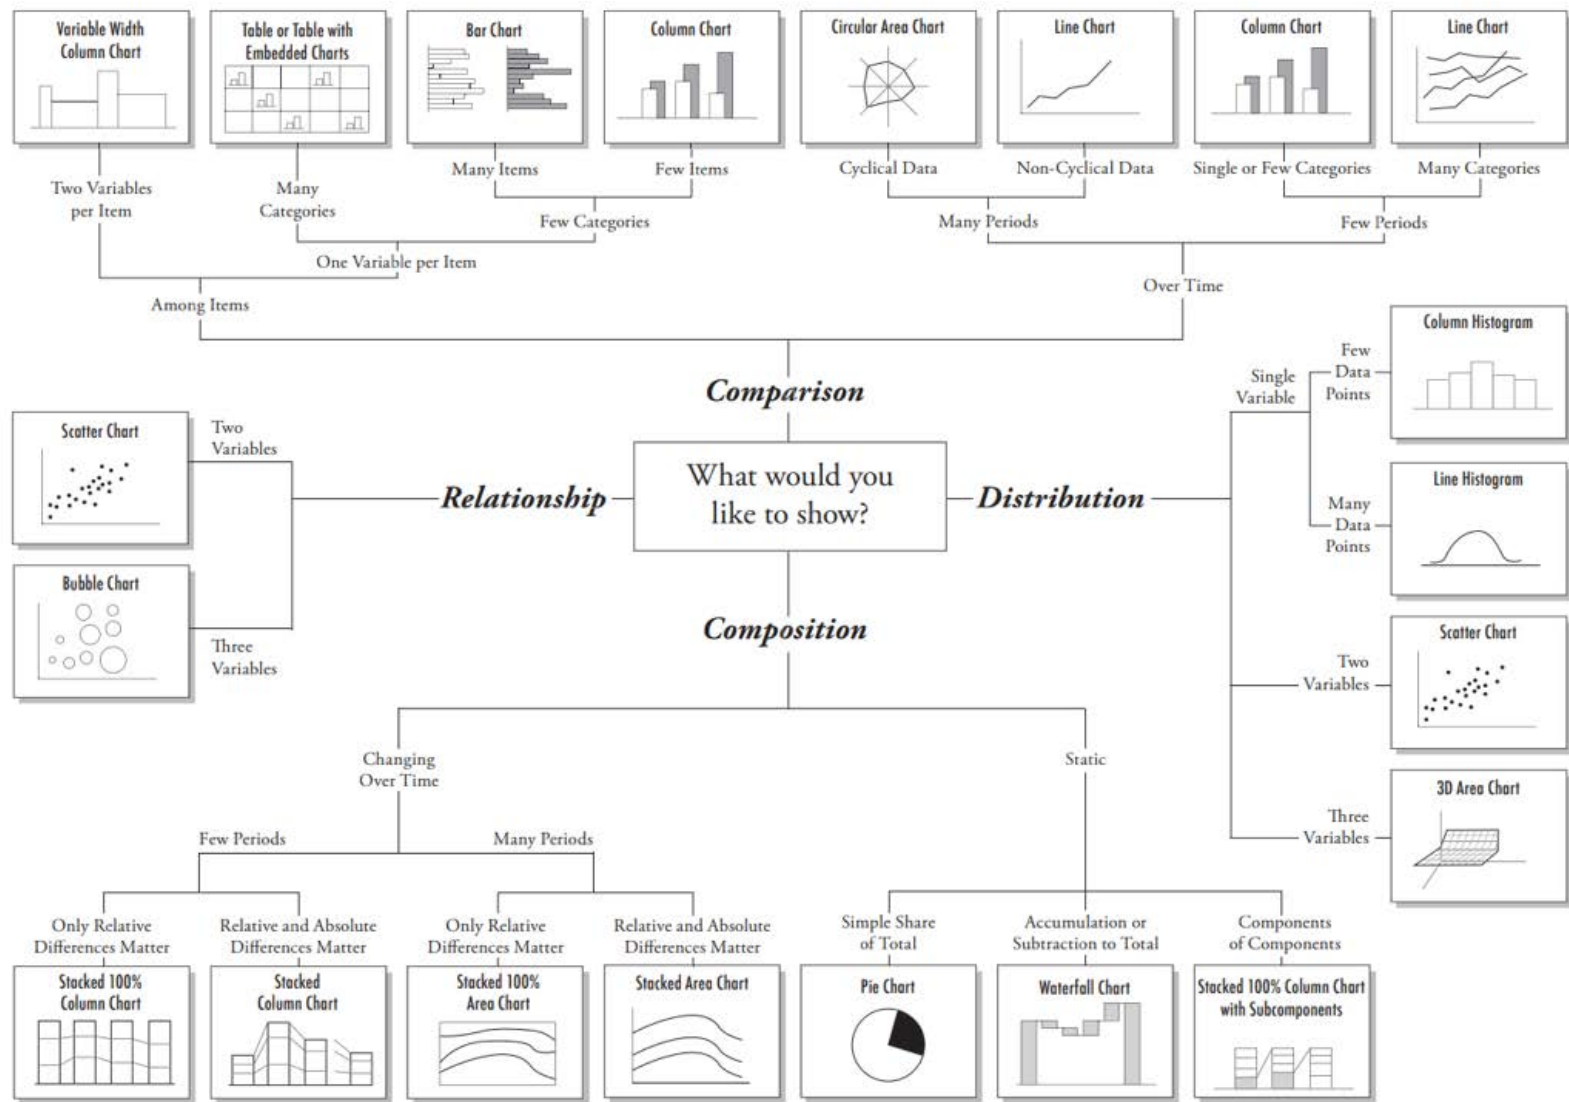 Variable Width
Column Chart
Table or Table with
Embedded Charts
Bar Chart
Column Chart
Circular Area Chart
Line Chart
Column Chart
Line Chart
Two Variables
per Item
Many
Categories
Many Items
Few Items
Cyclical Data
Non-Cyclical Data
Single or Few Categories
Many Categories
Few Categories
Many Periods
Few Periods
One Variable per Item
Among Items
Over Time
Comparison
What would you
like to show?
Relationship
Two
Variables
Scatter Chart
Three
Variables
Bubble Chart
Distribution
Single
Variable
Few
Data
Points
Column Histogram
Many
Data
Points
Line Histogram
Two
Variables
Scatter Chart
Three
Variables
3D Area Chart
Composition
Changing
Over Time
Static
Few Periods
Many Periods
Only Relative
Differences Matter
Relative and Absolute
Differences Matter
Only Relative
Differences Matter
Relative and Absolute
Differences Matter
Simple Share
of Total
Accumulation or
Subtraction to Total
Components
of Components
Stacked 100%
Column Chart
Stacked
Column Chart
Stacked 100%
Area Chart
Stacked Area Chart
Pie Chart
Waterfall Chart
Stacked 100% Column Chart
with Subcomponents